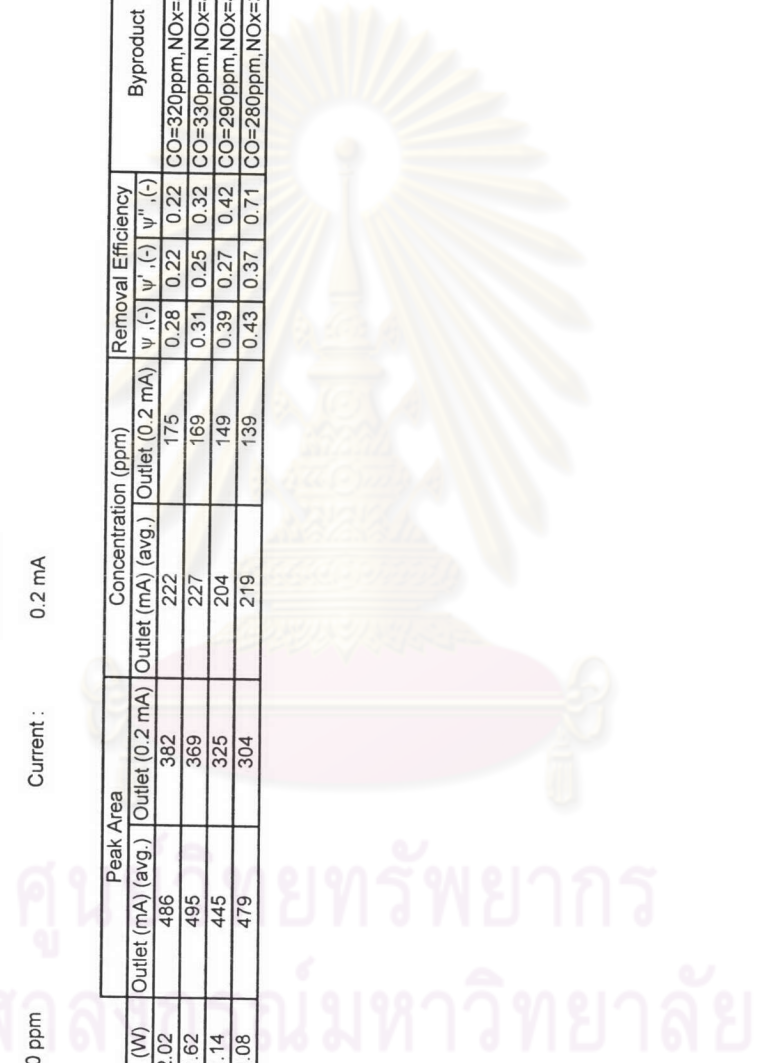 0 ppm Current : 0.2 mA
Peak Area Concentration (ppm) Removal Efficiency Byproduct
(W) Outlet (mA) (avg.) Outlet (0.2 mA) Outlet (mA) (avg.) Outlet (0.2 mA) ψ ,(-) ψ' ,(-) ψ" ,(-)
.02 486 382 222 175 0.28 0.22 0.22 CO=320ppm,NOx=
.62 495 369 227 169 0.31 0.25 0.32 CO=330ppm,NOx=
.14 445 325 204 149 0.39 0.27 0.42 CO=290ppm,NOx=
.08 479 304 219 139 0.43 0.37 0.71 CO=280ppm,NOx=
ศูนย์วิทยทรัพยากร
จุฬาลงกรณ์มหาวิทยาลัย